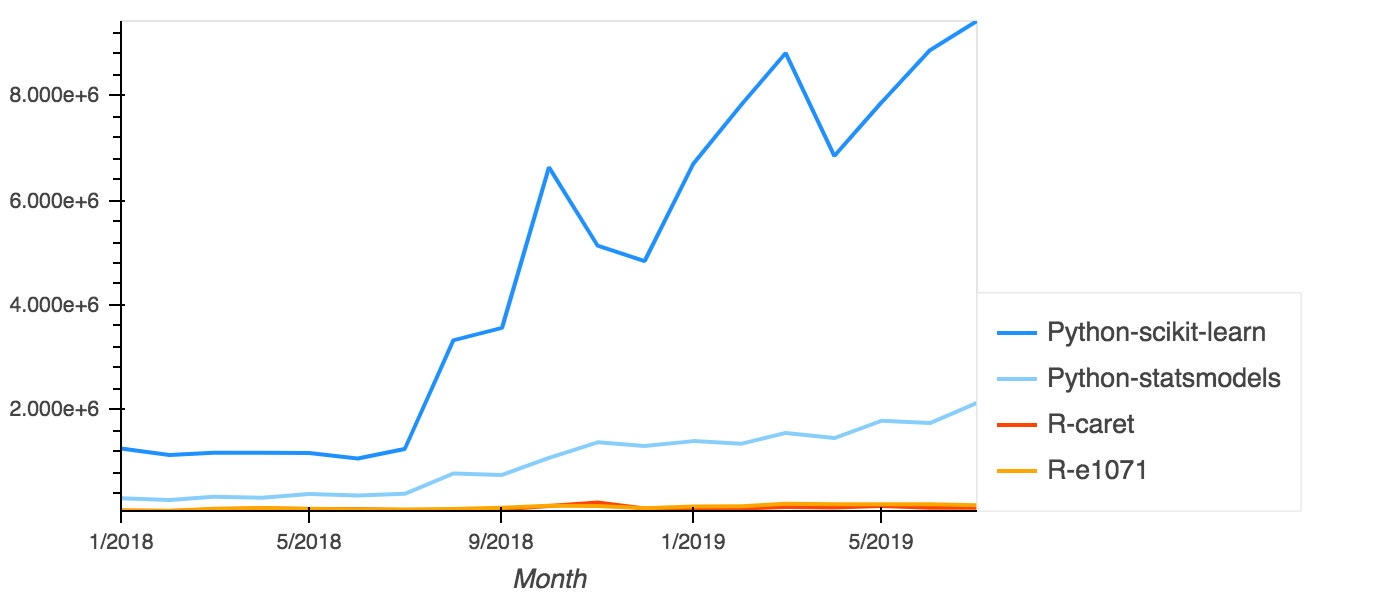 8.000e+6
6.000e+6
4.000e+6
2.000e+6
1/2018 5/2018 9/2018 1/2019 5/2019
Month
Python-scikit-learn
Python-statsmodels
R-caret
R-e1071